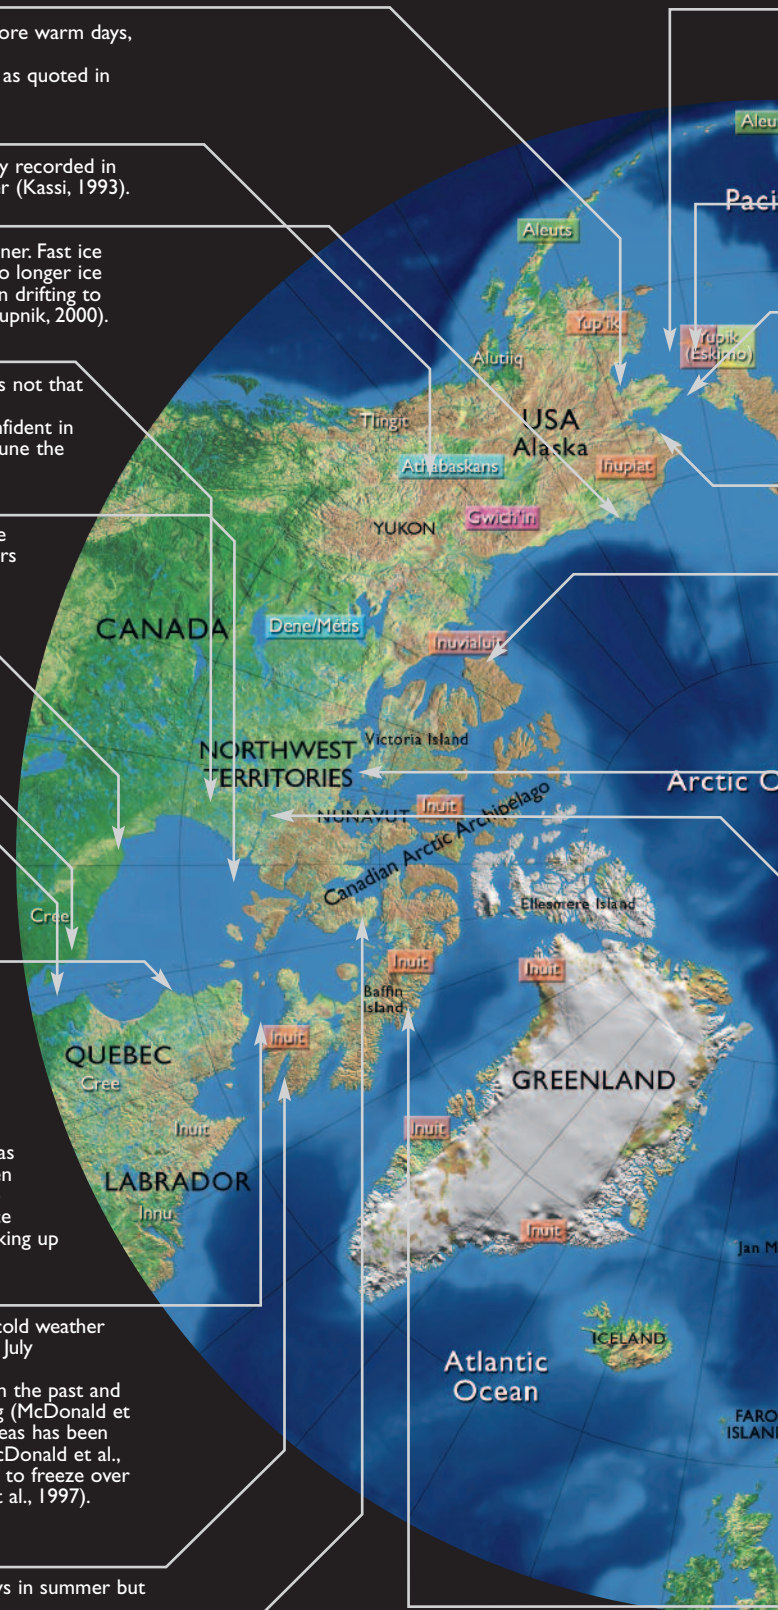 ore warm days,
as quoted in
y recorded in
er (Kassi, 1993).
ner. Fast ice
o longer ice
n drifting to
upnik, 2000).
s not that
nfident in
une the
e
rs
as
en
ce
king up
cold weather
July
n the past and
g (McDonald et
eas has been
cDonald et al.,
to freeze over
t al., 1997).
ys in summer but
Aleu
Paci
Aleuts
Yup'ik
Yupik
(Eskimo)
Alutiiq
Tlingit
USA
Alaska
Athabaskans
Iñupiat
Gwich'in
YUKON
CANADA
Dene/Métis
Inuvialuit
Victoria Island
NORTHWEST
TERRITORIES
Arctic O
NUNAVUT
Inuit
Canadian Arctic Archipelago
Ellesmere Island
Cree
Inuit
Inuit
Baffin
Island
Inuit
QUEBEC
Cree
GREENLAND
Inuit
Inuit
LABRADOR
Innu
Inuit
Jan M
ICELAND
Atlantic
Ocean
FARO
ISLAN